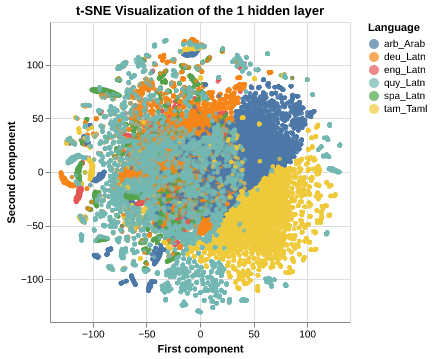 t-SNE Visualization of the 1 hidden layer
Language
arb_Arab
deu_Latn
eng_Latn
quy_Latn
spa_Latn
tam_Taml
100
50
0
−50
−100
Second component
−100
−50
0
50
100
First component